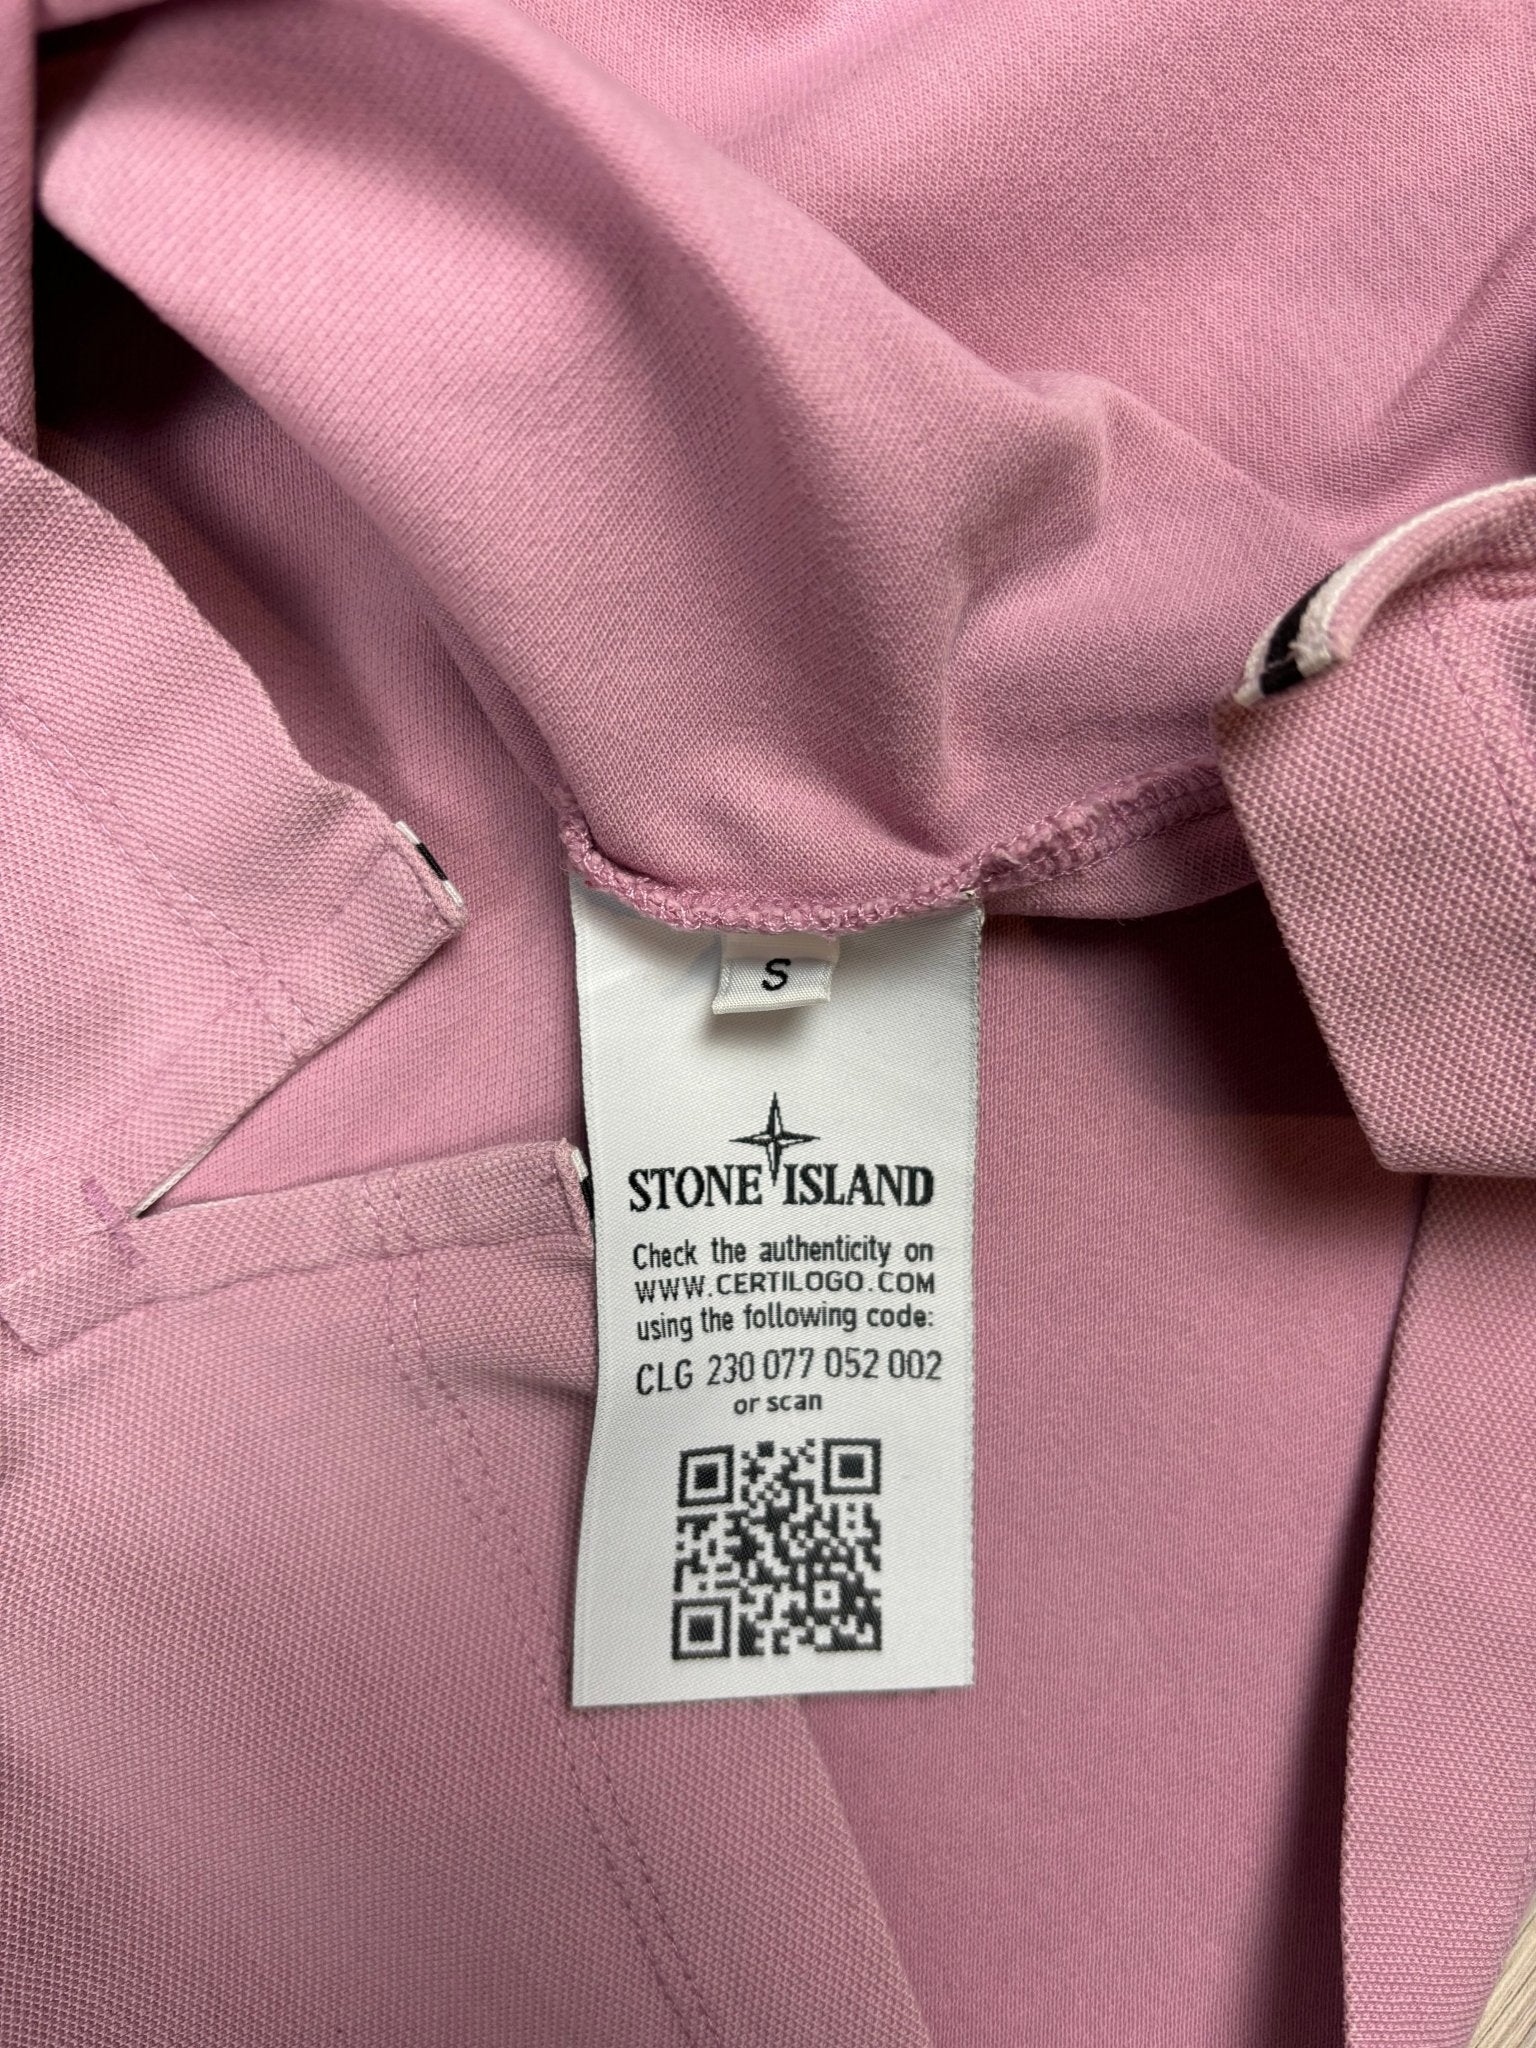 S
STONE ISLAND
Check the authenticity on
WWW.CERTILOGO.COM
using the following code:
CLG 230 077 052 002
or scan